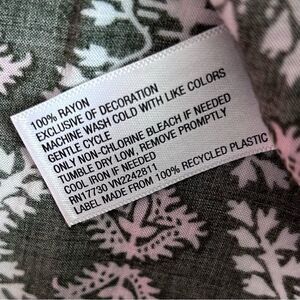 100% RAYON
EXCLUSIVE OF DECORATION
MACHINE WASH COLD WITH LIKE COLORS
GENTLE CYCLE
ONLY NON-CHLORINE BLEACH IF NEEDED
TUMBLE DRY LOW, REMOVE PROMPTLY
COOL IRON IF NEEDED
RN17730 VN2242811
LABEL MADE FROM 100% RECYCLED PLASTIC